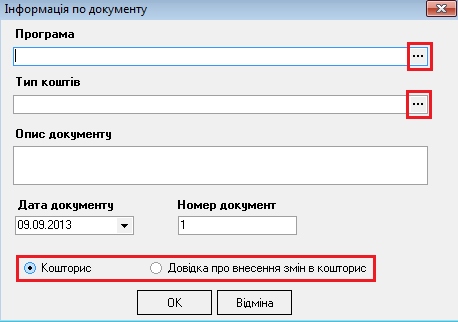 Інформація по документу
Програма
...
Тип коштів
...
Опис документу
Дата документу Номер документ
09.09.2013 1
Кошторис Довідка про внесення змін в кошторис
OK Відміна